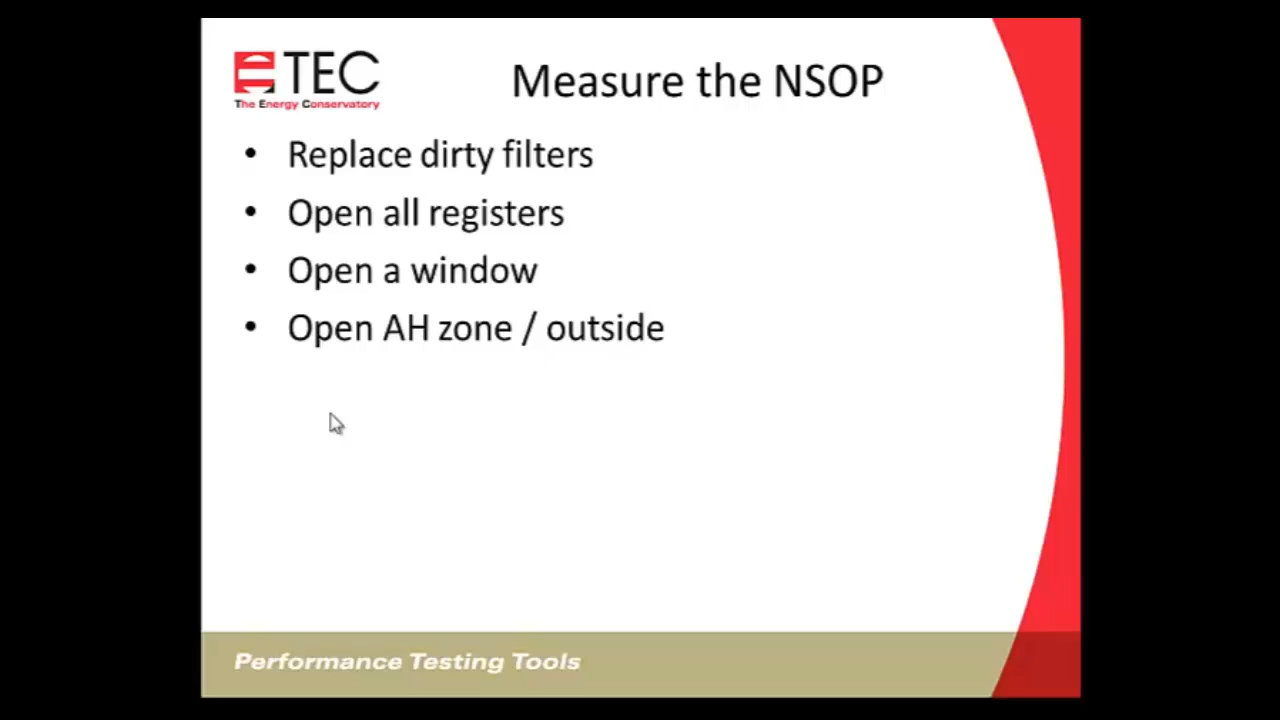 TEC
The Energy Conservatory
Measure the NSOP
• Replace dirty filters
• Open all registers
• Open a window
• Open AH zone / outside
Performance Testing Tools